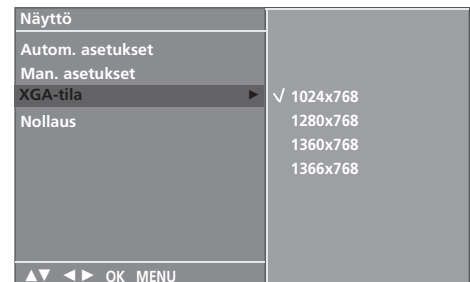 Näyttö
Autom. asetukset
Man. asetukset
XGA-tila ►
Nollaus
√ 1024x768
1280x768
1360x768
1366x768
▲▼ ◄► OK MENU